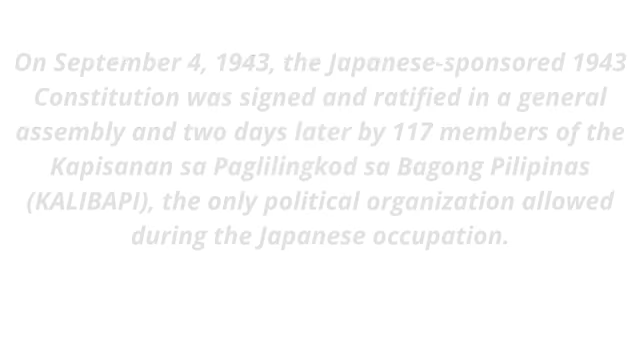 On September 4, 1943, the Japanese-sponsored 1943
Constitution was signed and ratified in a general
assembly and two days later by 117 members of the
Kapisanan sa Paglilingkod sa Bagong Pilipinas
(KALIBAPI), the only political organization allowed
during the Japanese occupation.